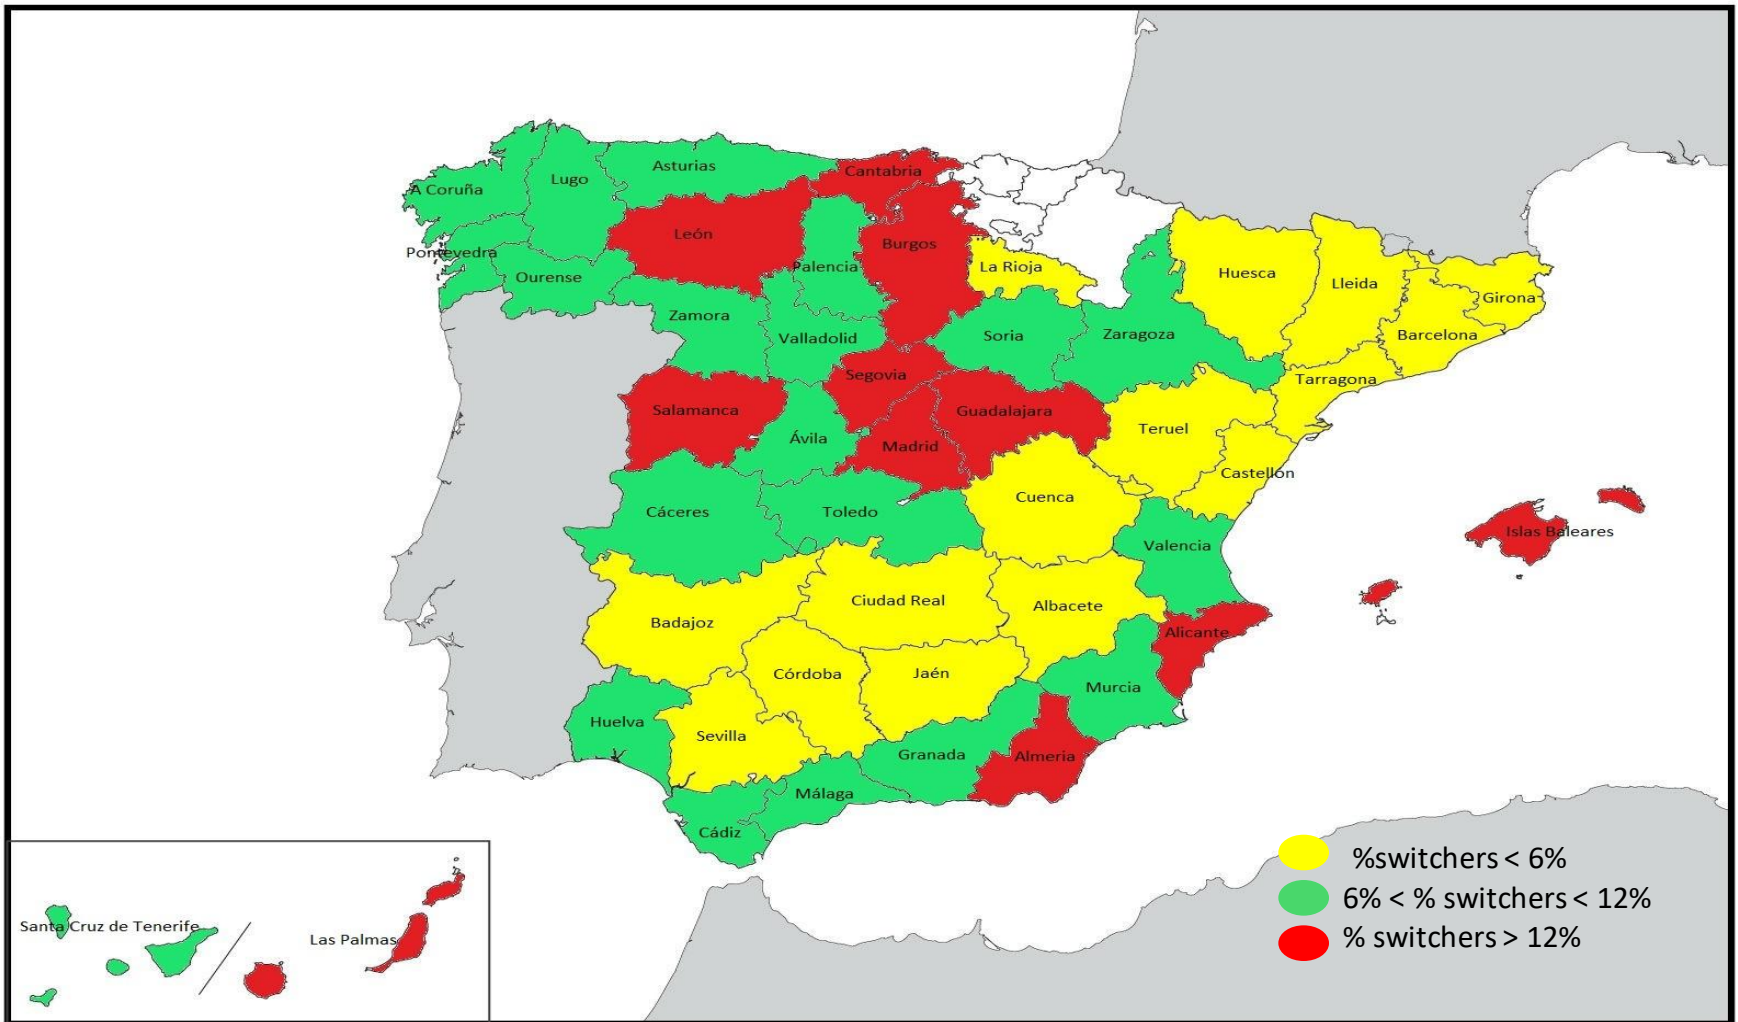 Asturias
Cantabria
Lugo
A Coruña
León
Burgos
Pontevedra
Palencia
La Rioja
Ourense
Huesca
Lleida
Girona
Zamora
Valladolid
Soria
Zaragoza
Barcelona
Segovia
Tarragona
Salamanca
Guadalajara
Ávila
Madrid
Teruel
Castellón
Cuenca
Cáceres
Toledo
Islas Baleares
Valencia
Ciudad Real
Albacete
Badajoz
Alicante
Córdoba
Jaén
Murcia
Huelva
Sevilla
Granada
Almeria
Málaga
Cádiz
%switchers < 6%
6% < % switchers < 12%
% switchers > 12%
Santa Cruz de Tenerife
Las Palmas